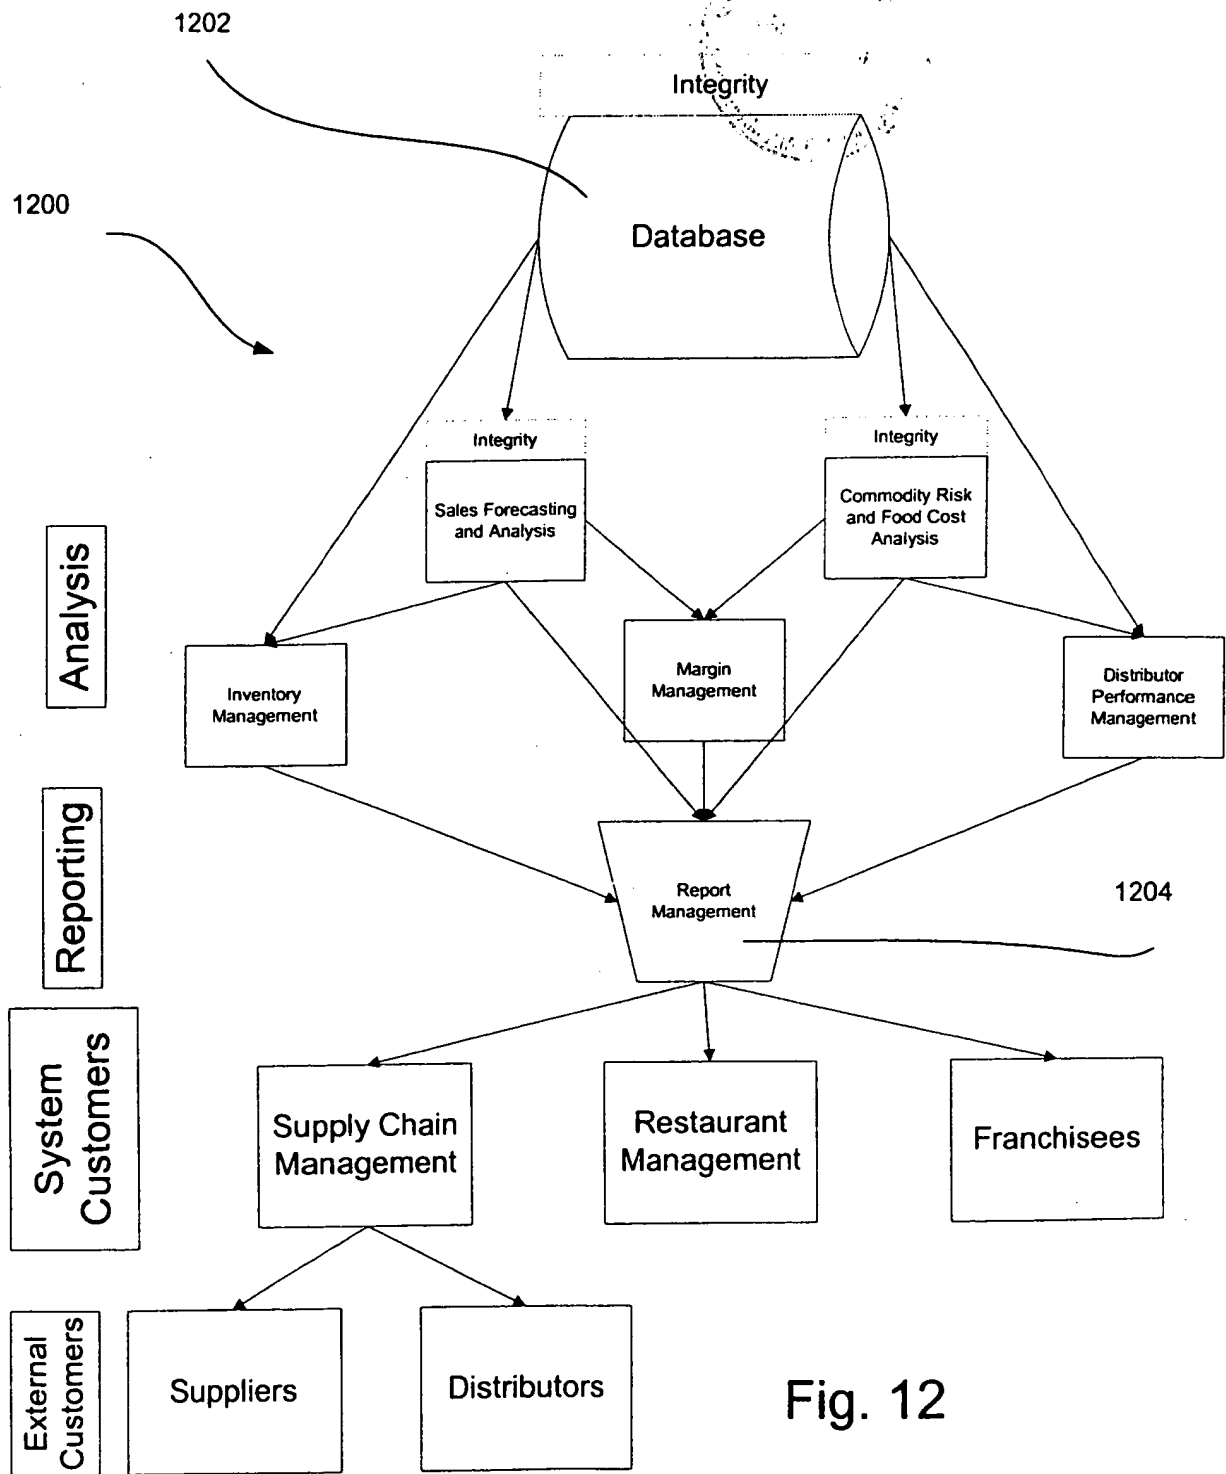 1202
Integrity
1200
Database
Integrity
Integrity
Sales Forecasting
and Analysis
Commodity Risk
and Food Cost
Analysis
Analysis
Inventory
Management
Margin
Management
Distributor
Performance
Management
Reporting
Report
Management
1204
System
Customers
Supply Chain
Management
Restaurant
Management
Franchisees
External
Customers
Suppliers
Distributors
Fig. 12